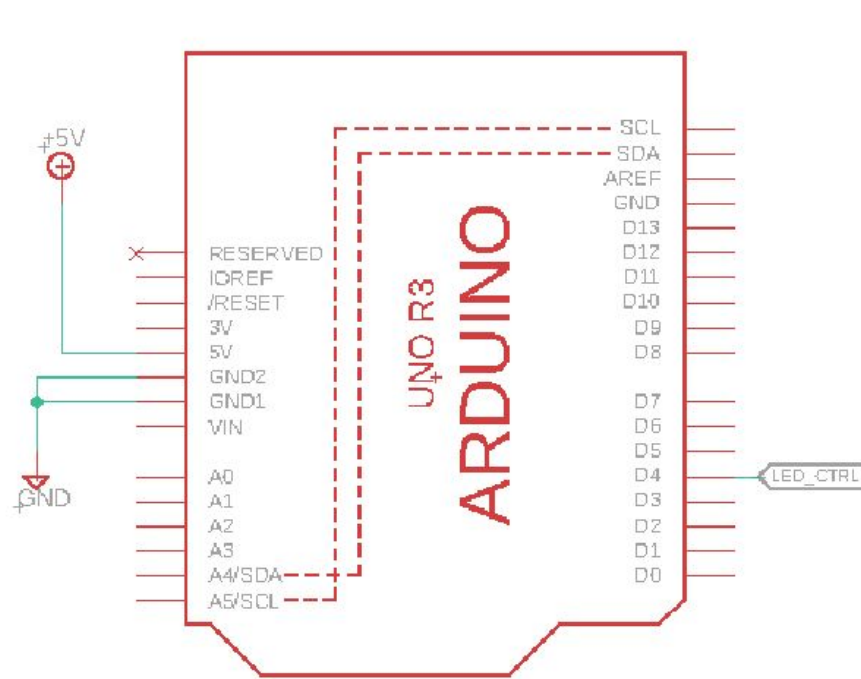 +5V
RESERVED
IOREF
/RESET
3V
5V
GND2
GND1
VIN
A0
A1
A2
A3
A4/SDA
A5/SCL
GND
UNO R3
ARDUINO
SCL
SDA
AREF
GND
D13
D12
D11
D10
D9
D8
D7
D6
D5
D4
D3
D2
D1
D0
LED_CTRL